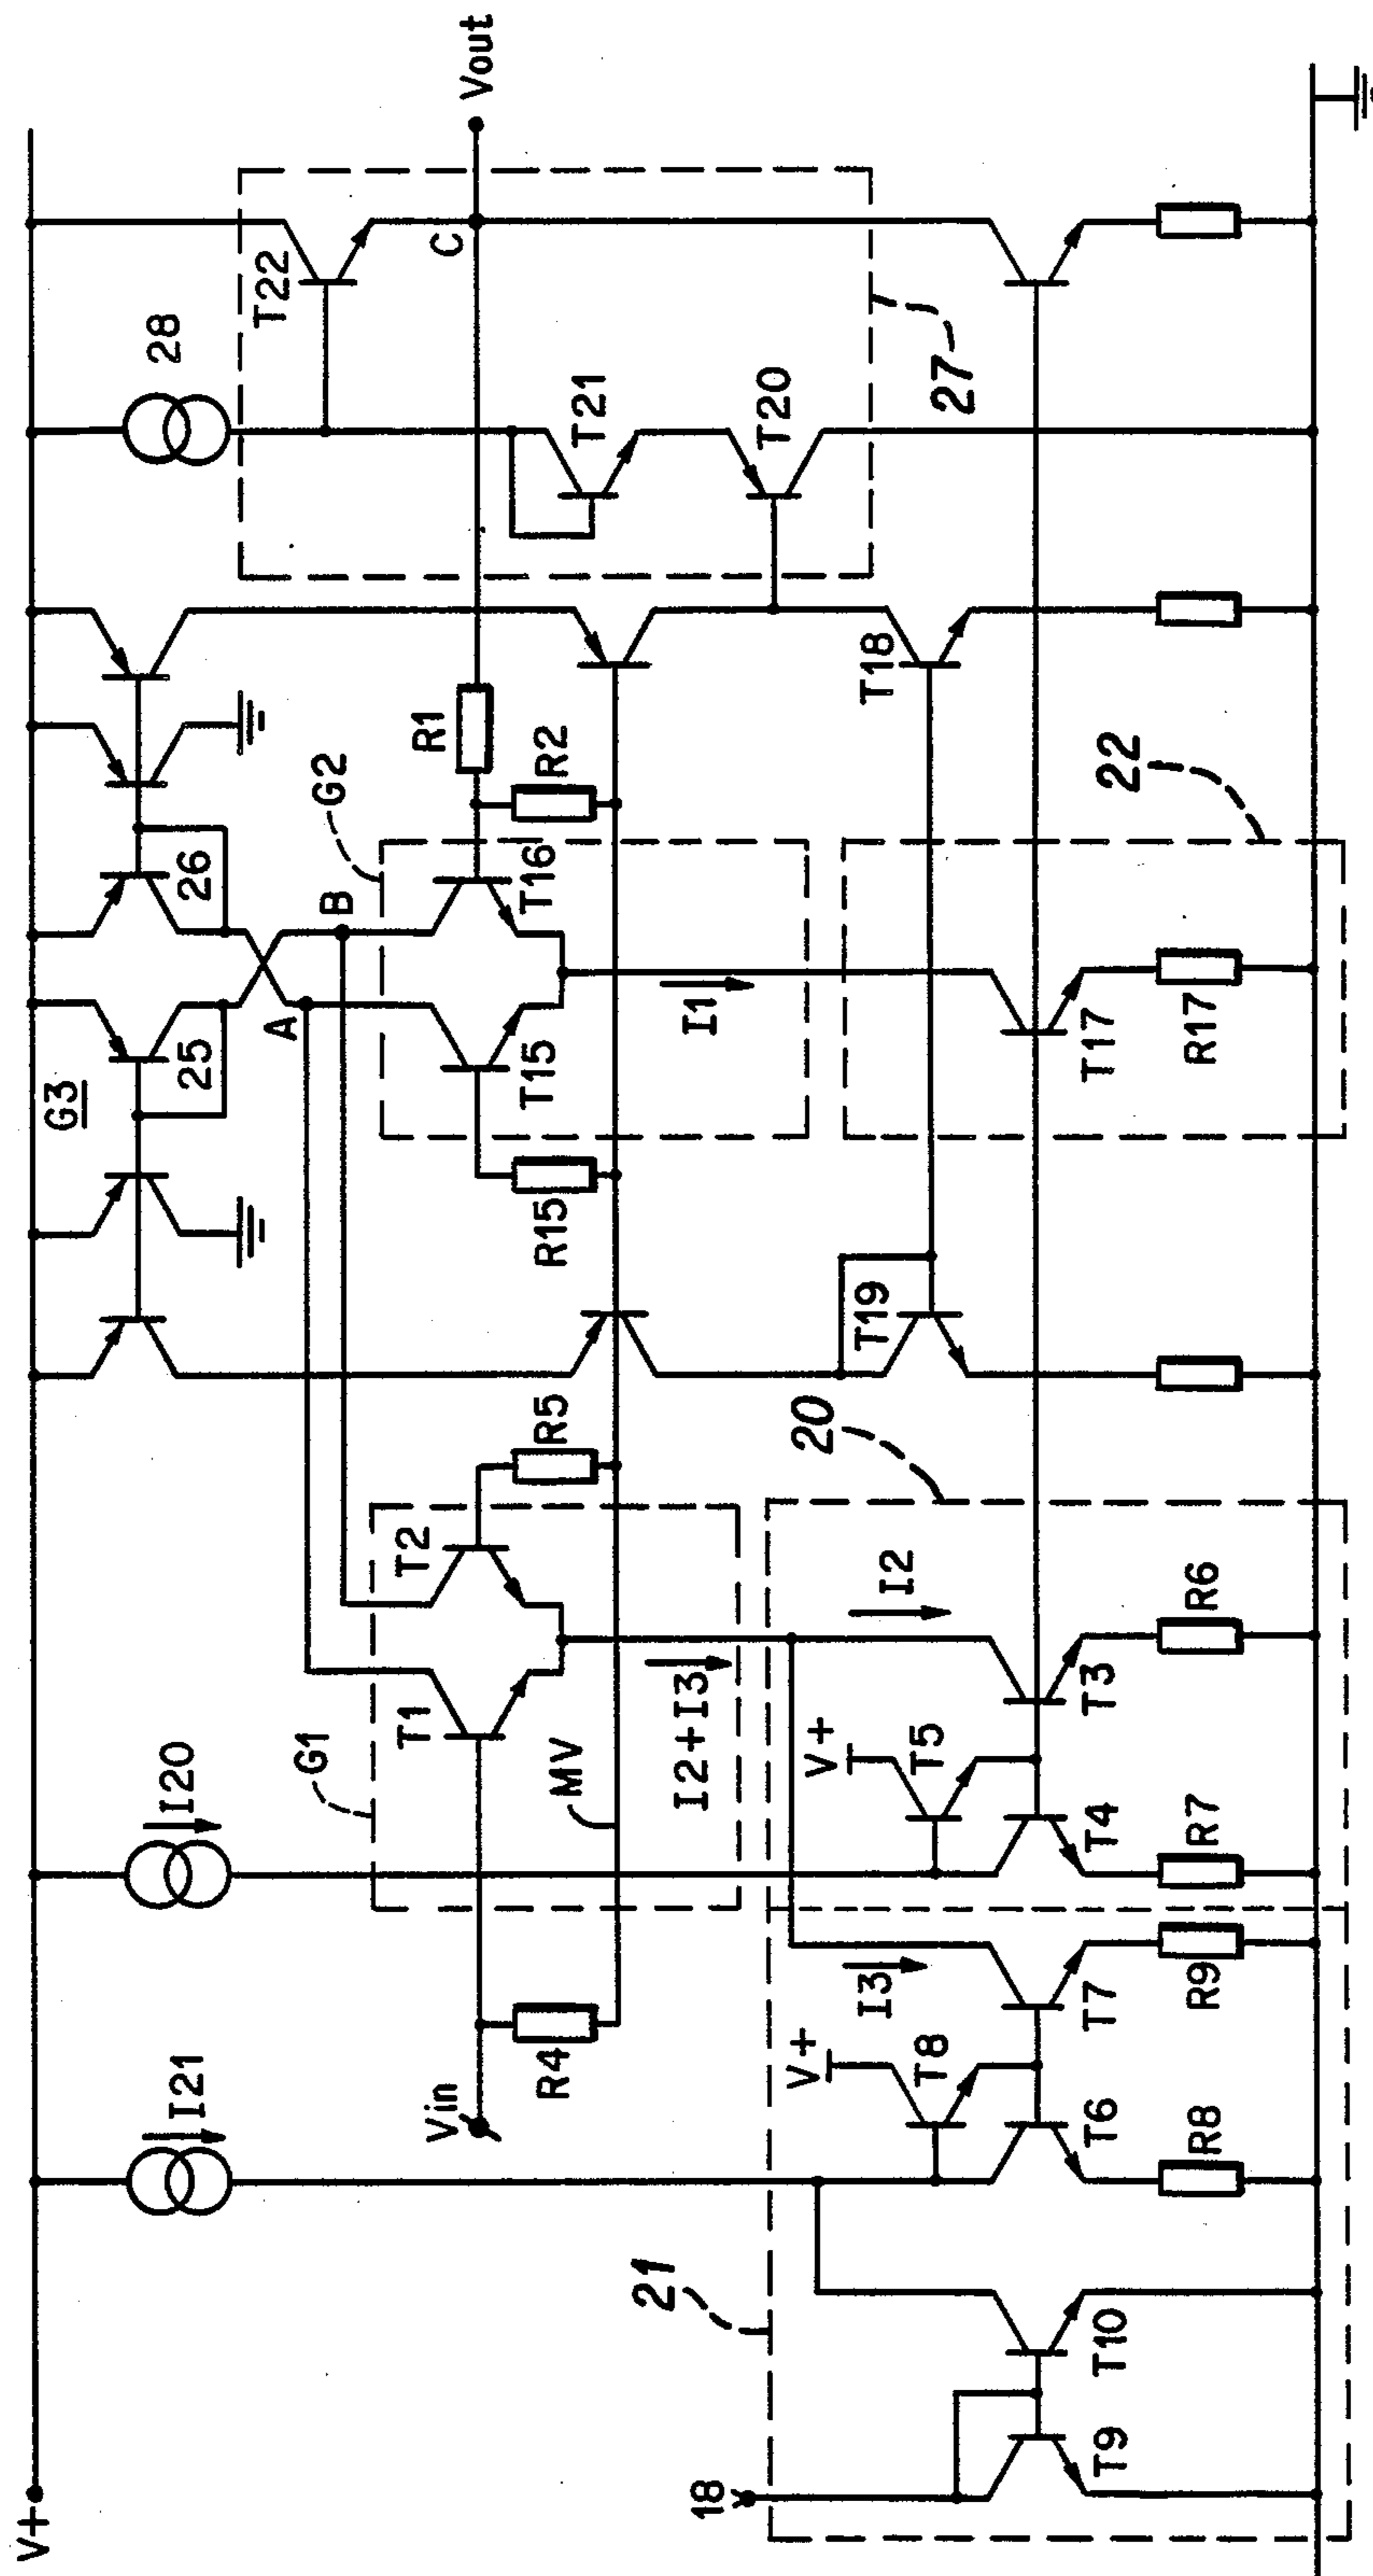 V+
I21
I20
G3
25
26
28
T22
Vout
C
A
B
G2
R1
R2
T21
T20
27
Vin
R4
G1
T1
T2
R5
MV
R15
T15
T16
I2+I3
I1
T19
T18
22
20
21
18
V+
T8
I3
V+
T5
I2
T9
T10
T6
T7
T4
T3
T17
R8
R9
R7
R6
R17